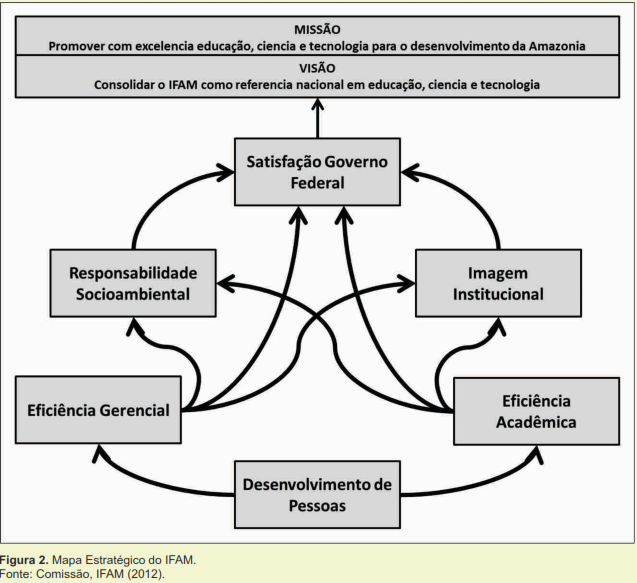 MISSÃO
Promover com excelencia educação, ciencia e tecnologia para o desenvolvimento da Amazonia
VISÃO
Consolidar o IFAM como referencia nacional em educação, ciencia e tecnologia
Satisfação Governo
Federal
Responsabilidade
Socioambiental
Imagem
Institucional
Eficiência Gerencial
Eficiência
Acadêmica
Desenvolvimento de
Pessoas
Figura 2. Mapa Estratégico do IFAM.
Fonte: Comissão, IFAM (2012).